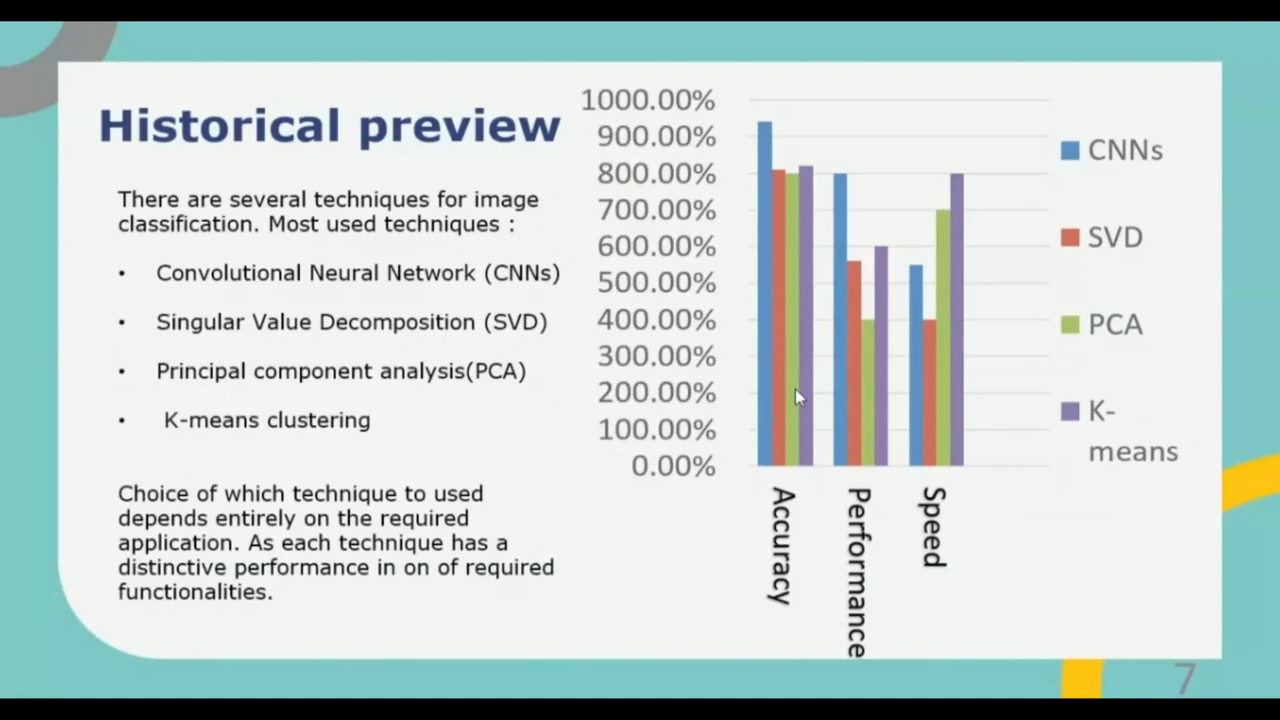 Historical preview
There are several techniques for image
classification. Most used techniques :
• Convolutional Neural Network (CNNs)
• Singular Value Decomposition (SVD)
• Principal component analysis(PCA)
• K-means clustering
Choice of which technique to used
depends entirely on the required
application. As each technique has a
distinctive performance in on of required
functionalities.
1000.00%
900.00%
800.00%
700.00%
600.00%
500.00%
400.00%
300.00%
200.00%
100.00%
0.00%
Accuracy
Performance
Speed
CNNs
SVD
PCA
K-
means
7